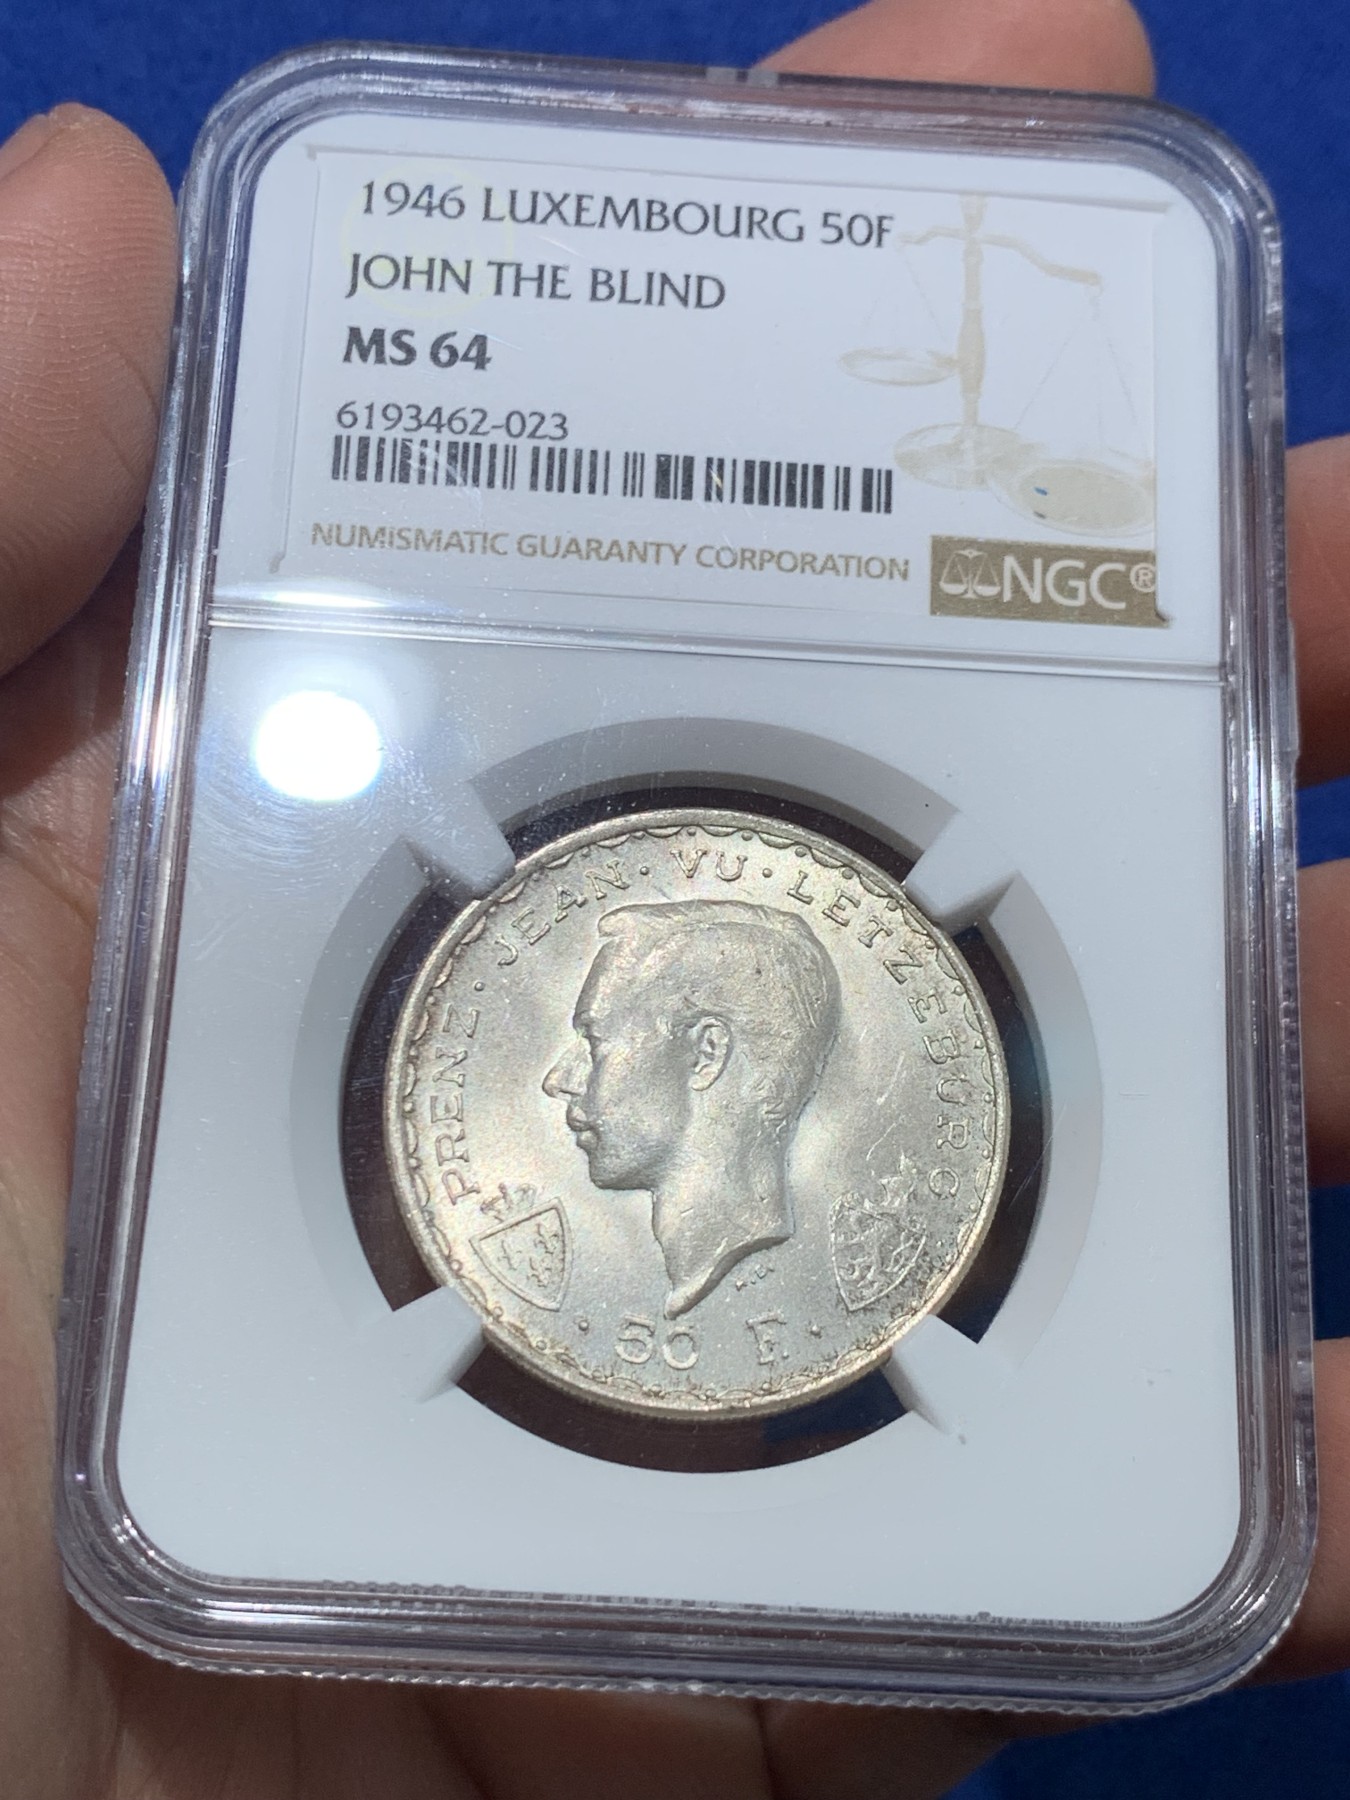 1946 LUXEMBOURG 50F
JOHN THE BLIND
MS 64
6193462-023
NUMISMATIC GUARANTY CORPORATION
NGC®
PRENZ · JEAN · VU · LETZEBURG
· 50 F. ·